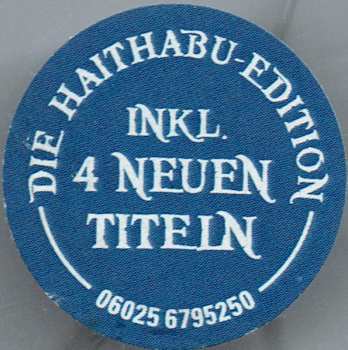 DIE HAITHABU-EDITION
INKL.
4 NEUEN
TITELN
06025 6795250